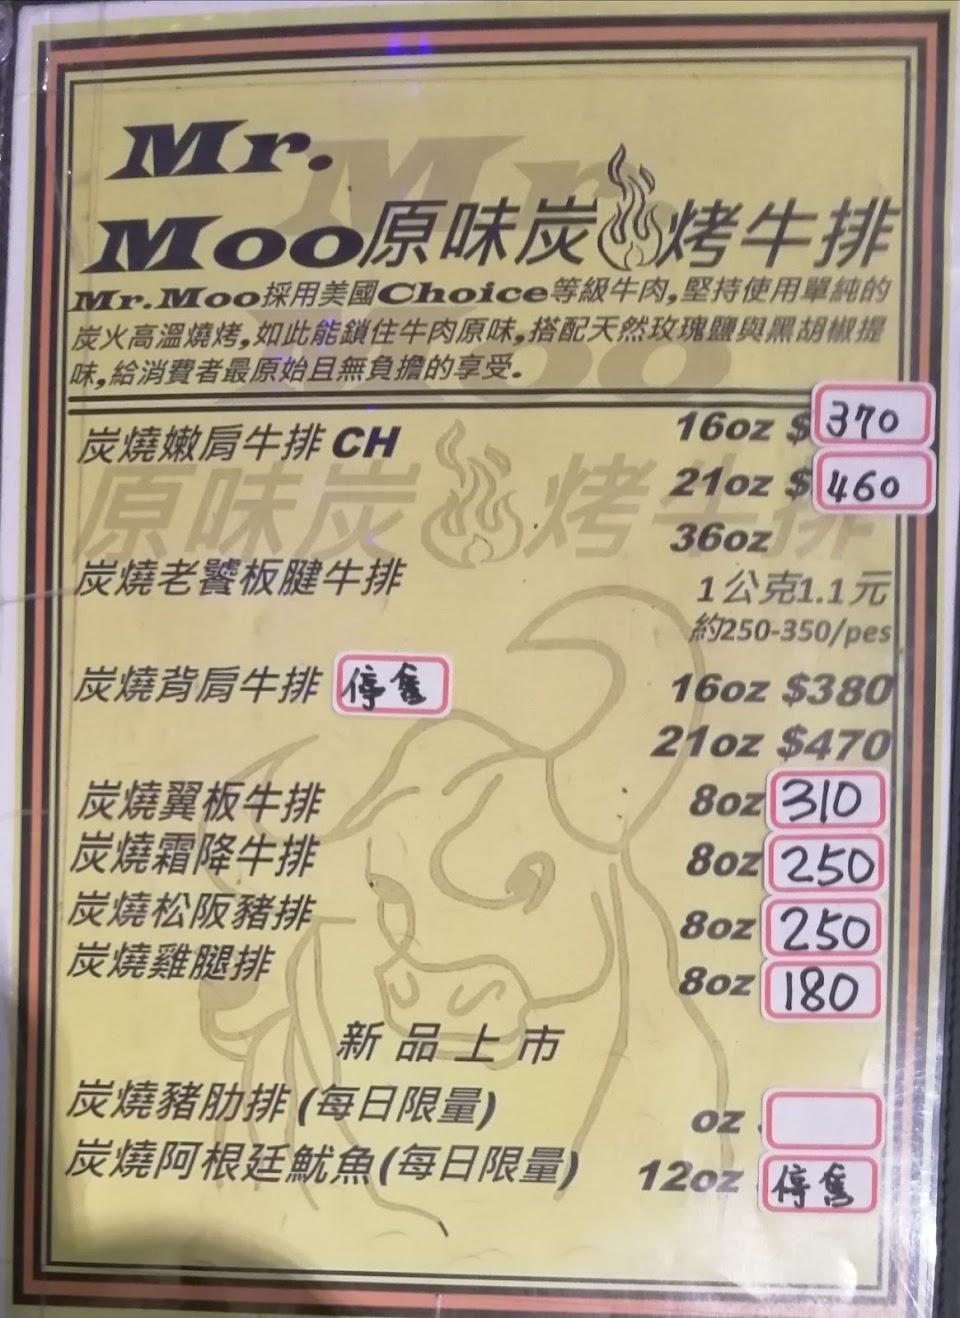 Mr.
Moo原味炭烤牛排
Mr.Moo採用美國Choice等級牛肉,堅持使用單純的
炭火高溫燒烤,如此能鎖住牛肉原味,搭配天然玫瑰鹽與黑胡椒提
味,給消費者最原始且無負擔的享受.
炭燒嫩肩牛排 CH 16oz $370
21oz $460
36oz
炭燒老饕板腱牛排 1公克1.1元
約250-350/pes
炭燒背肩牛排 停售 16oz $380
21oz $470
炭燒翼板牛排 8oz 310
炭燒霜降牛排 8oz 250
炭燒松阪豬排 8oz 250
炭燒雞腿排 8oz 180
新品上市
炭燒豬肋排 (每日限量) oz
炭燒阿根廷魷魚(每日限量) 12oz 停售